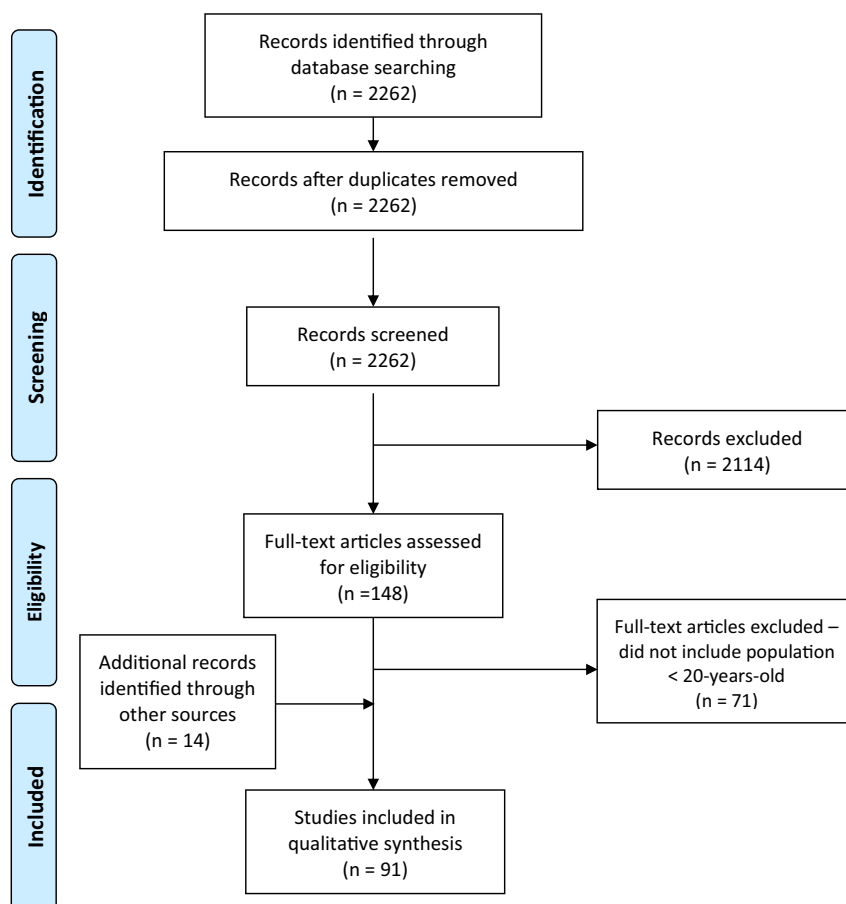 Identification
Records identified through
database searching
(n = 2262)
Records after duplicates removed
(n = 2262)
Screening
Records screened
(n = 2262)
Records excluded
(n = 2114)
Eligibility
Full-text articles assessed
for eligibility
(n =148)
Full-text articles excluded –
did not include population
< 20-years-old
(n = 71)
Additional records
identified through
other sources
(n = 14)
Included
Studies included in
qualitative synthesis
(n = 91)